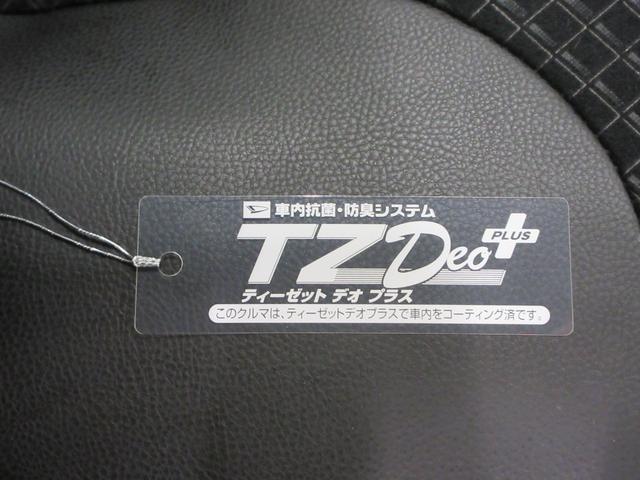 車内抗菌・防臭システム
TZ Deo PLUS
ティーゼット デオ プラス
このクルマは、ティーゼットデオプラスで車内をコーティング済です。